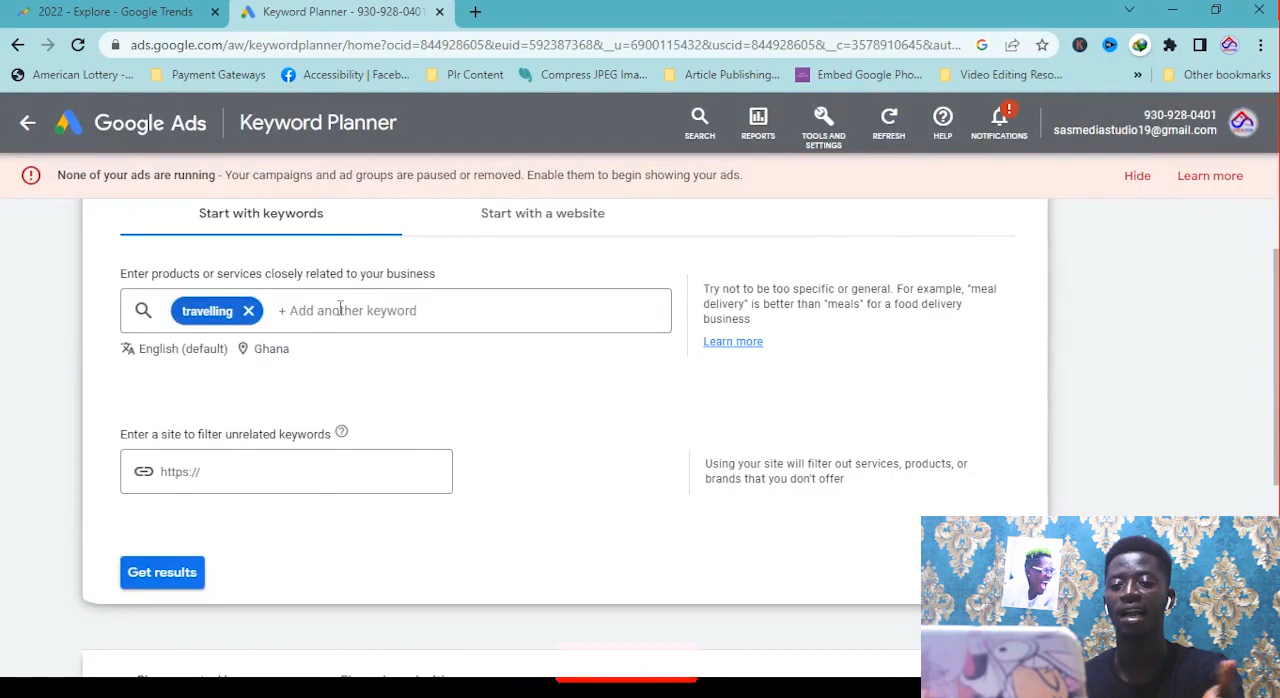 2022 - Explore - Google Trends
Keyword Planner - 930-928-0401
ads.google.com/aw/keywordplanner/home?ocid=844928605&euid=592387368&__u=6900115432&uscid=844928605&__c=3578910645&aut...
American Lottery -...
Payment Gateways
Accessibility | Faceb...
Plr Content
Compress JPEG Ima...
Article Publishing...
Embed Google Pho...
Video Editing Reso...
»
Other bookmarks
Google Ads
Keyword Planner
SEARCH
REPORTS
TOOLS AND SETTINGS
REFRESH
HELP
NOTIFICATIONS
930-928-0401
sasmediastudio19@gmail.com
None of your ads are running - Your campaigns and ad groups are paused or removed. Enable them to begin showing your ads.
Hide
Learn more
Start with keywords
Start with a website
Enter products or services closely related to your business
travelling
+ Add another keyword
English (default)
Ghana
Try not to be too specific or general. For example, "meal
delivery" is better than "meals" for a food delivery
business
Learn more
Enter a site to filter unrelated keywords
https://
Using your site will filter out services, products, or
brands that you don't offer
Get results